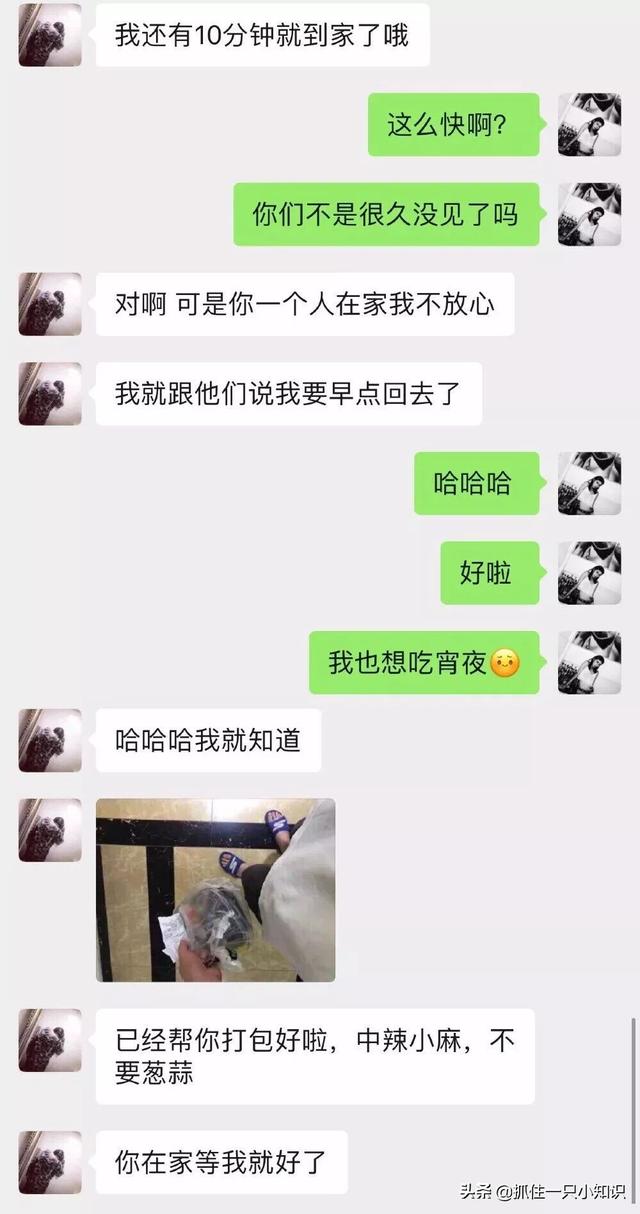 我还有10分钟就到家了哦
这么快啊？
你们不是很久没见了吗
对啊 可是你一个人在家我不放心
我就跟他们说我要早点回去了
哈哈哈
好啦
我也想吃宵夜🥺
哈哈哈我就知道
已经帮你打包好啦，中辣小麻，不
要葱蒜
你在家等我就好了
头条 @抓住一只小知识